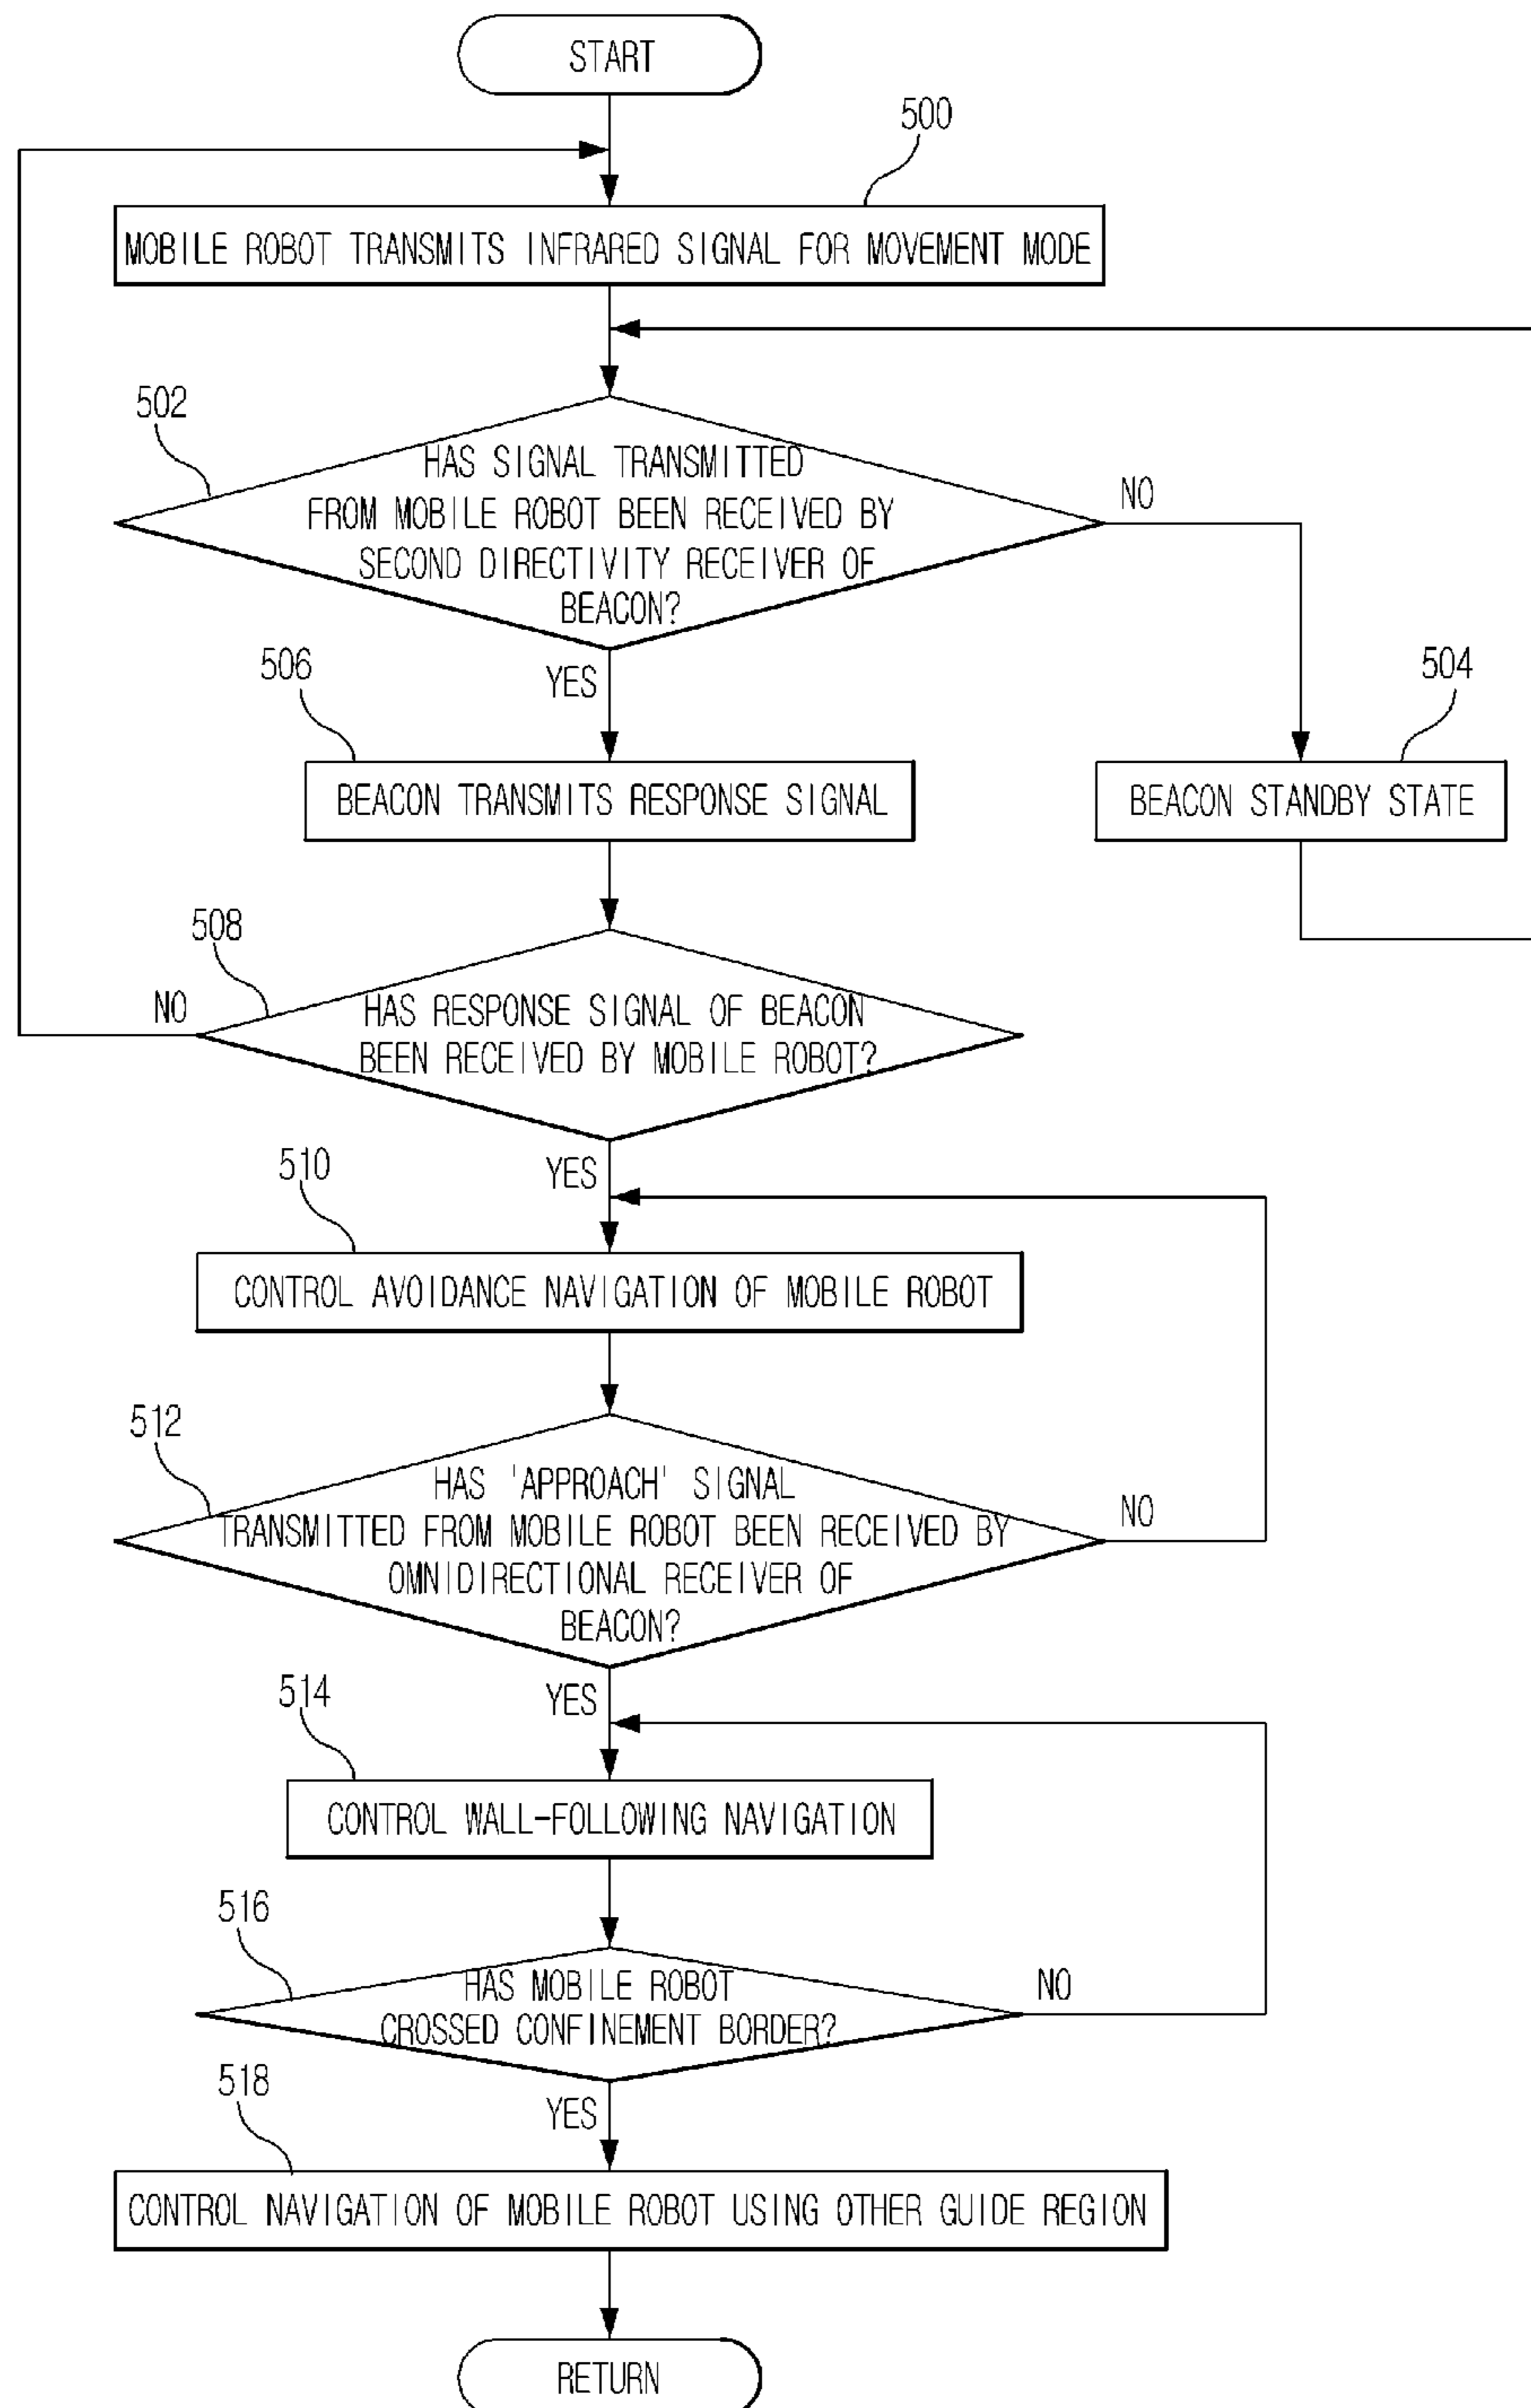 START
500
MOBILE ROBOT TRANSMITS INFRARED SIGNAL FOR MOVEMENT MODE
502
HAS SIGNAL TRANSMITTED
FROM MOBILE ROBOT BEEN RECEIVED BY
SECOND DIRECTIVITY RECEIVER OF
BEACON?
NO
YES
506
504
BEACON TRANSMITS RESPONSE SIGNAL
BEACON STANDBY STATE
508
NO
HAS RESPONSE SIGNAL OF BEACON
BEEN RECEIVED BY MOBILE ROBOT?
YES
510
CONTROL AVOIDANCE NAVIGATION OF MOBILE ROBOT
512
HAS 'APPROACH' SIGNAL
TRANSMITTED FROM MOBILE ROBOT BEEN RECEIVED BY
OMNIDIRECTIONAL RECEIVER OF
BEACON?
NO
YES
514
CONTROL WALL-FOLLOWING NAVIGATION
516
HAS MOBILE ROBOT
CROSSED CONFINEMENT BORDER?
NO
YES
518
CONTROL NAVIGATION OF MOBILE ROBOT USING OTHER GUIDE REGION
RETURN